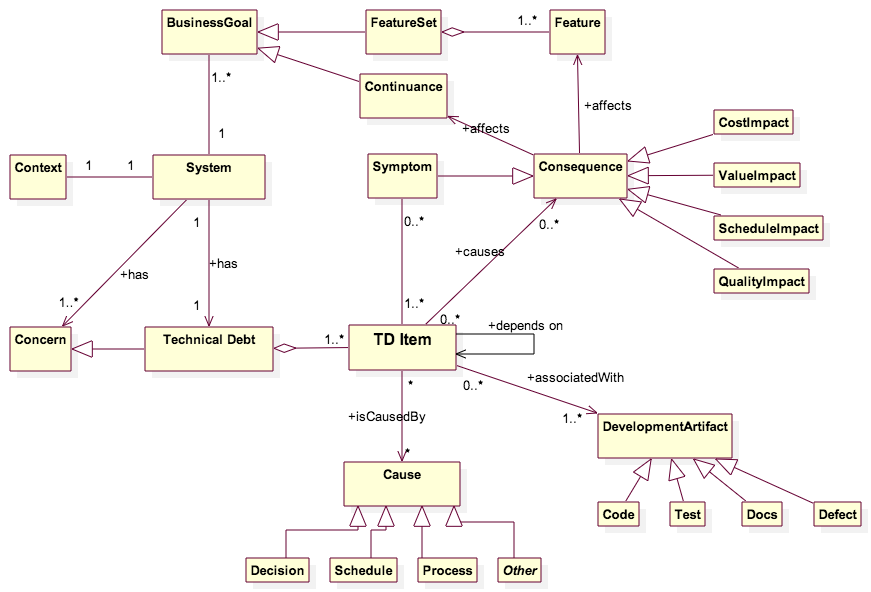 BusinessGoal
FeatureSet
1..*
Feature
1..*
Continuance
+affects
+affects
CostImpact
1
Context
1
1
System
Symptom
Consequence
ValueImpact
1
0..*
0..*
ScheduleImpact
+has
+has
+causes
QualityImpact
1..*
1
1..*
0..*
+depends on
Concern
Technical Debt
1..*
TD Item
*
0..*
+associatedWith
+isCausedBy
1..*
DevelopmentArtifact
*
Cause
Code
Test
Docs
Defect
Decision
Schedule
Process
Other